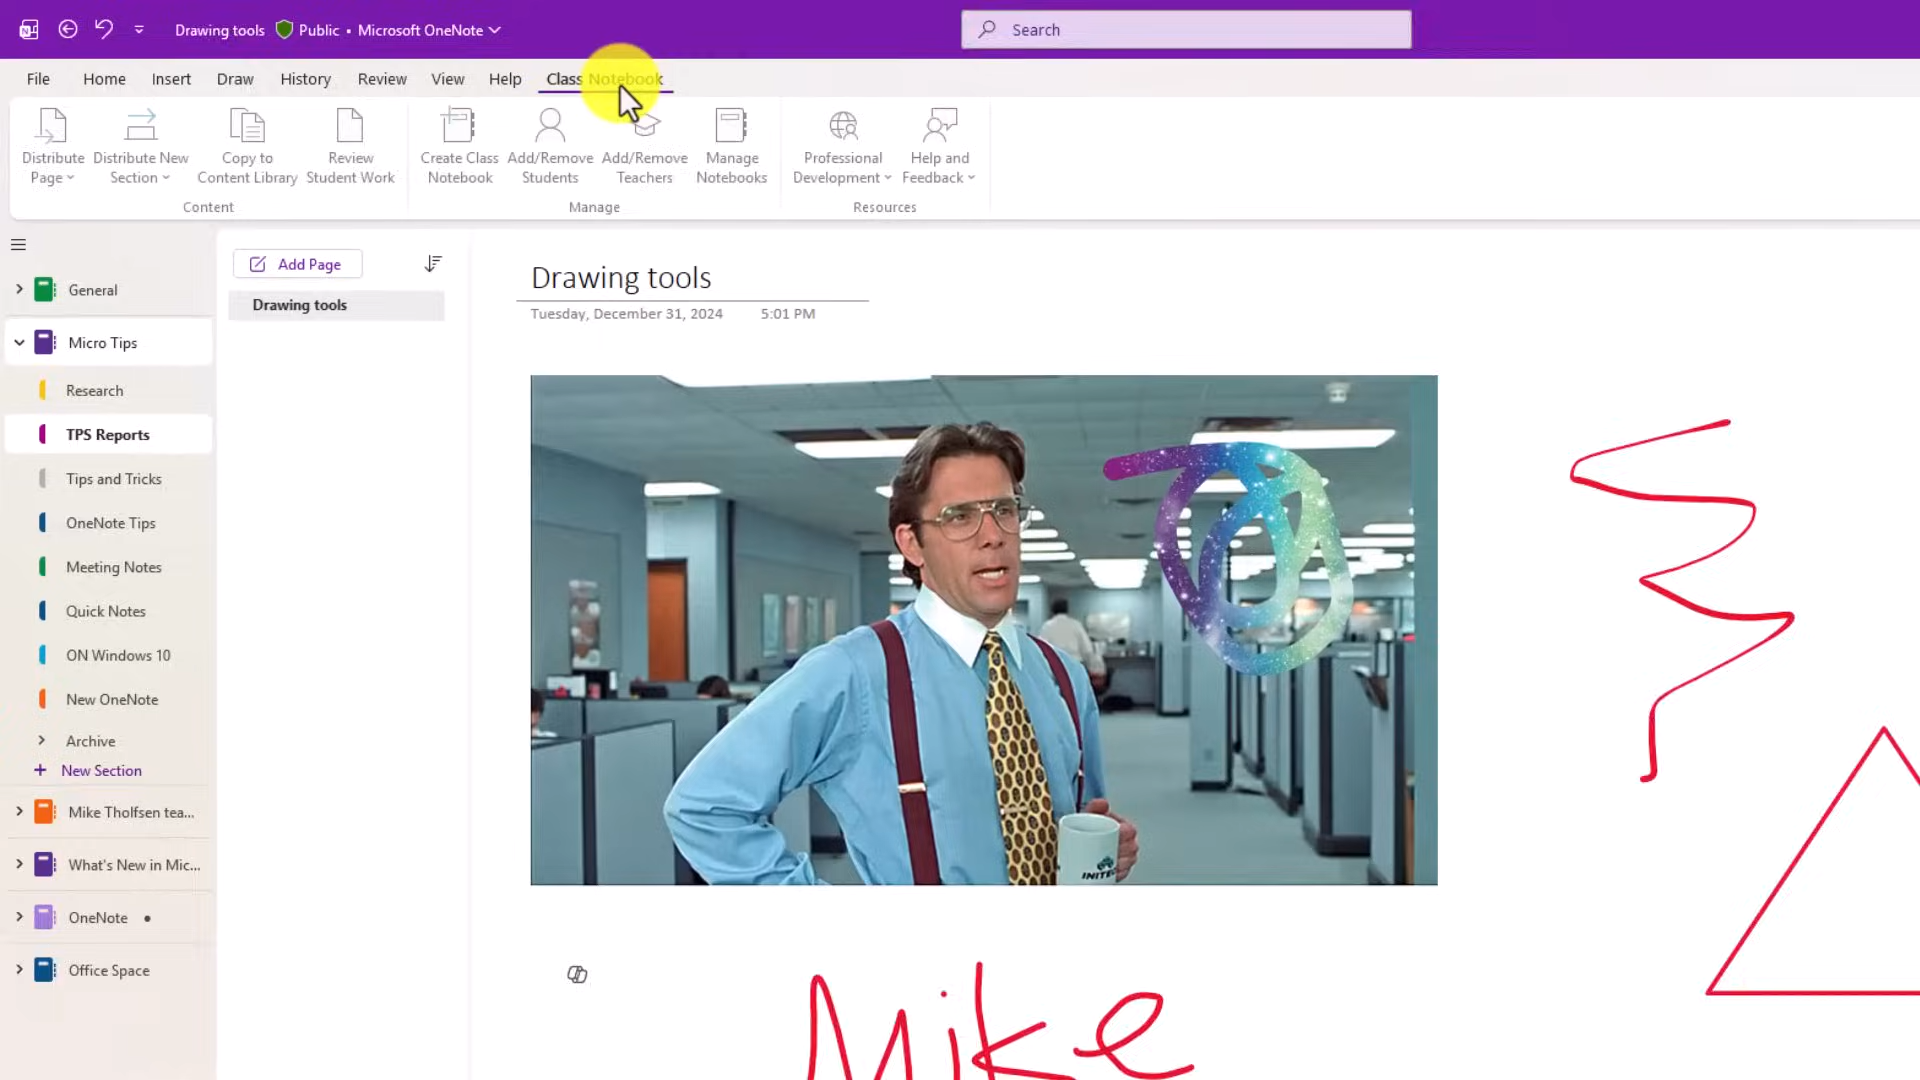 Drawing tools Public • Microsoft OneNote
Search
File Home Insert Draw History Review View Help Class Notebook
Distribute Page
Distribute New Section
Copy to Content Library
Review Student Work
Create Class Notebook
Add/Remove Students
Add/Remove Teachers
Manage Notebooks
Professional Development
Help and Feedback
Content Manage Resources
General
Micro Tips
Research
TPS Reports
Tips and Tricks
OneNote Tips
Meeting Notes
Quick Notes
ON Windows 10
New OneNote
Archive
New Section
Mike Tholfsen tea...
What's New in Mic...
OneNote
Office Space
Add Page
Drawing tools
Drawing tools
Tuesday, December 31, 2024 5:01 PM
Mike